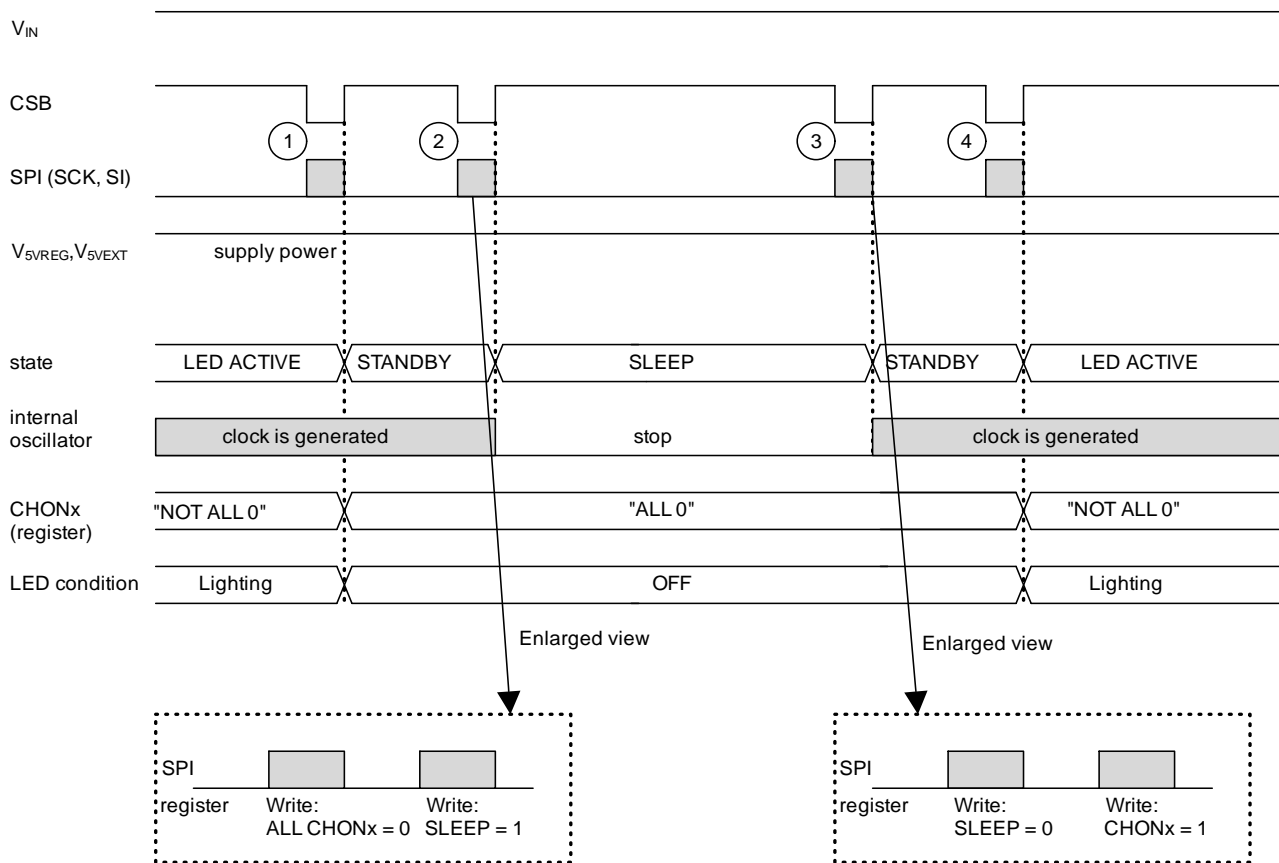 VIN
CSB
1 2 3 4
SPI (SCK, SI)
V5VREG,V5VEXT supply power
state LED ACTIVE STANDBY SLEEP STANDBY LED ACTIVE
internal
oscillator clock is generated stop clock is generated
CHONx
(register) "NOT ALL 0" "ALL 0" "NOT ALL 0"
LED condition Lighting OFF Lighting
Enlarged view Enlarged view
SPI
register Write: Write:
ALL CHONx = 0 SLEEP = 1
SPI
register Write: Write:
SLEEP = 0 CHONx = 1